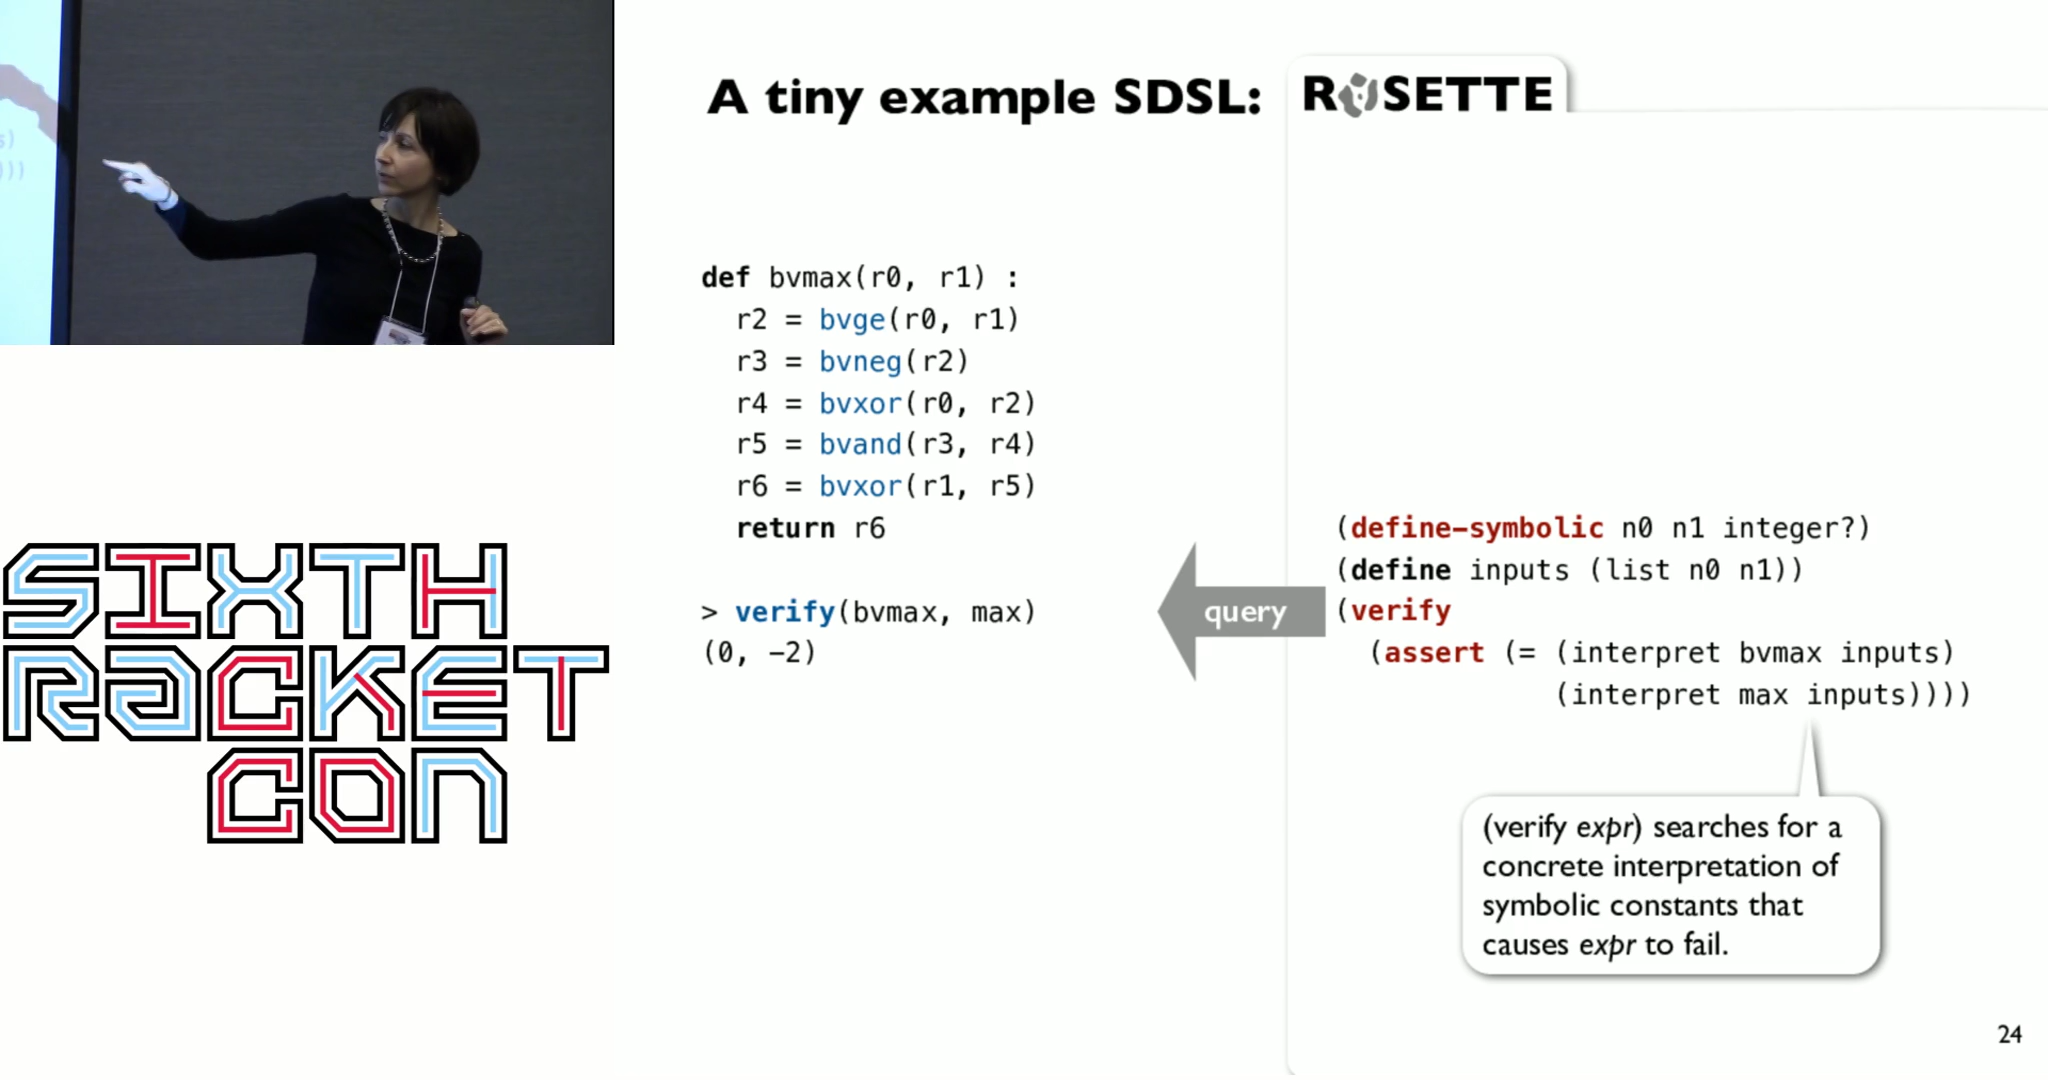 A tiny example SDSL: ROSETTE
s)
)))
def bvmax(r0, r1) :
r2 = bvge(r0, r1)
r3 = bvneg(r2)
r4 = bvxor(r0, r2)
r5 = bvand(r3, r4)
r6 = bvxor(r1, r5)
return r6
> verify(bvmax, max)
(0, -2)
query
(define-symbolic n0 n1 integer?)
(define inputs (list n0 n1))
(verify
(assert (= (interpret bvmax inputs)
(interpret max inputs))))
(verify expr) searches for a
concrete interpretation of
symbolic constants that
causes expr to fail.
SIXTH
RACKET
CON
24